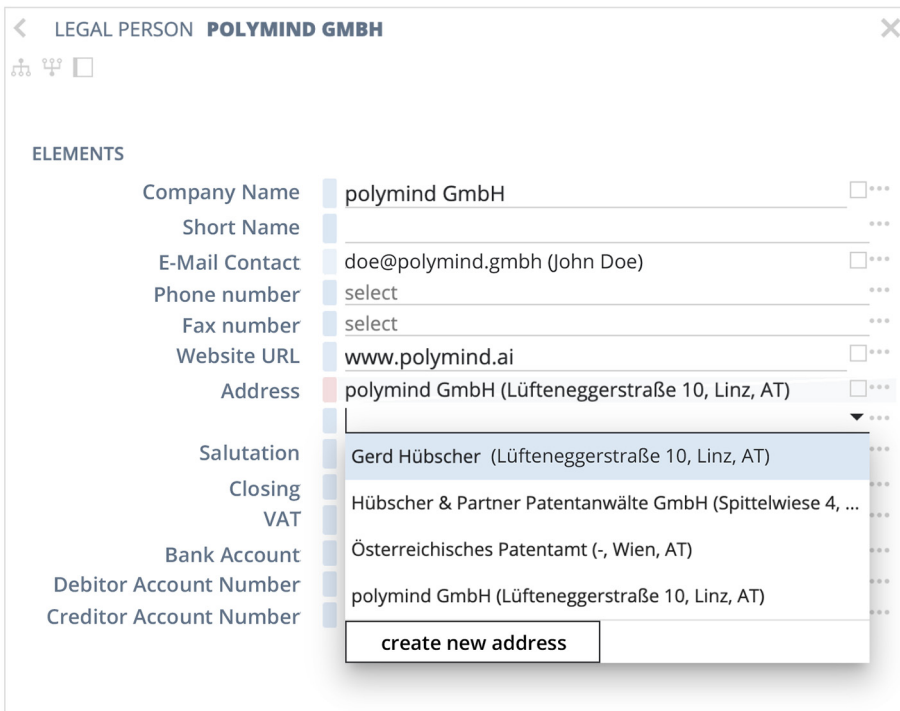 LEGAL PERSON POLYMIND GMBH
ELEMENTS
Company Name polymind GmbH
Short Name
E-Mail Contact doe@polymind.gmbh (John Doe)
Phone number select
Fax number select
Website URL www.polymind.ai
Address polymind GmbH (Lüfteneggerstraße 10, Linz, AT)
Salutation Gerd Hübscher (Lüfteneggerstraße 10, Linz, AT)
Closing Hübscher & Partner Patentanwälte GmbH (Spittelwiese 4, ...
VAT
Bank Account Österreichisches Patentamt (-, Wien, AT)
Debitor Account Number polymind GmbH (Lüfteneggerstraße 10, Linz, AT)
Creditor Account Number
create new address